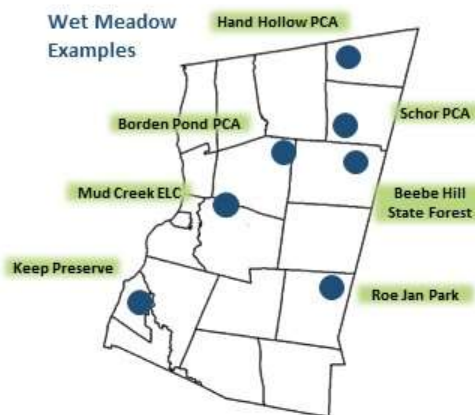 Wet Meadow
Examples
Hand Hollow PCA
Schor PCA
Borden Pond PCA
Mud Creek ELC
Beebe Hill
State Forest
Keep Preserve
Roe Jan Park